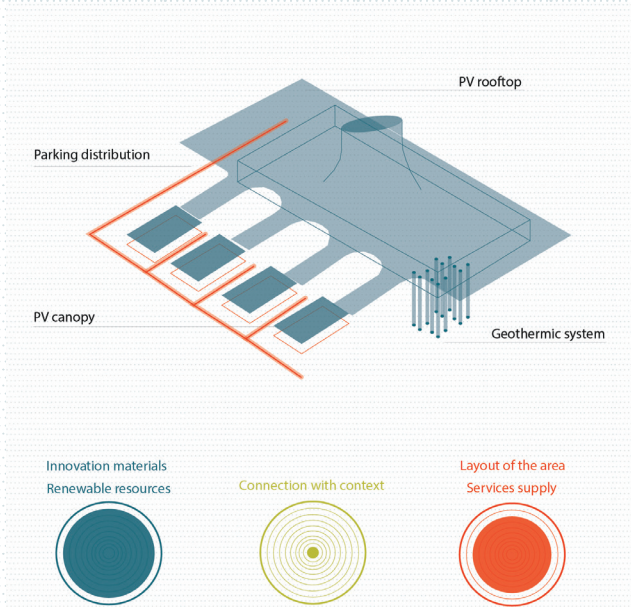 PV rooftop
Parking distribution
PV canopy
Geothermic system
Innovation materials
Renewable resources
Connection with context
Layout of the area
Services supply